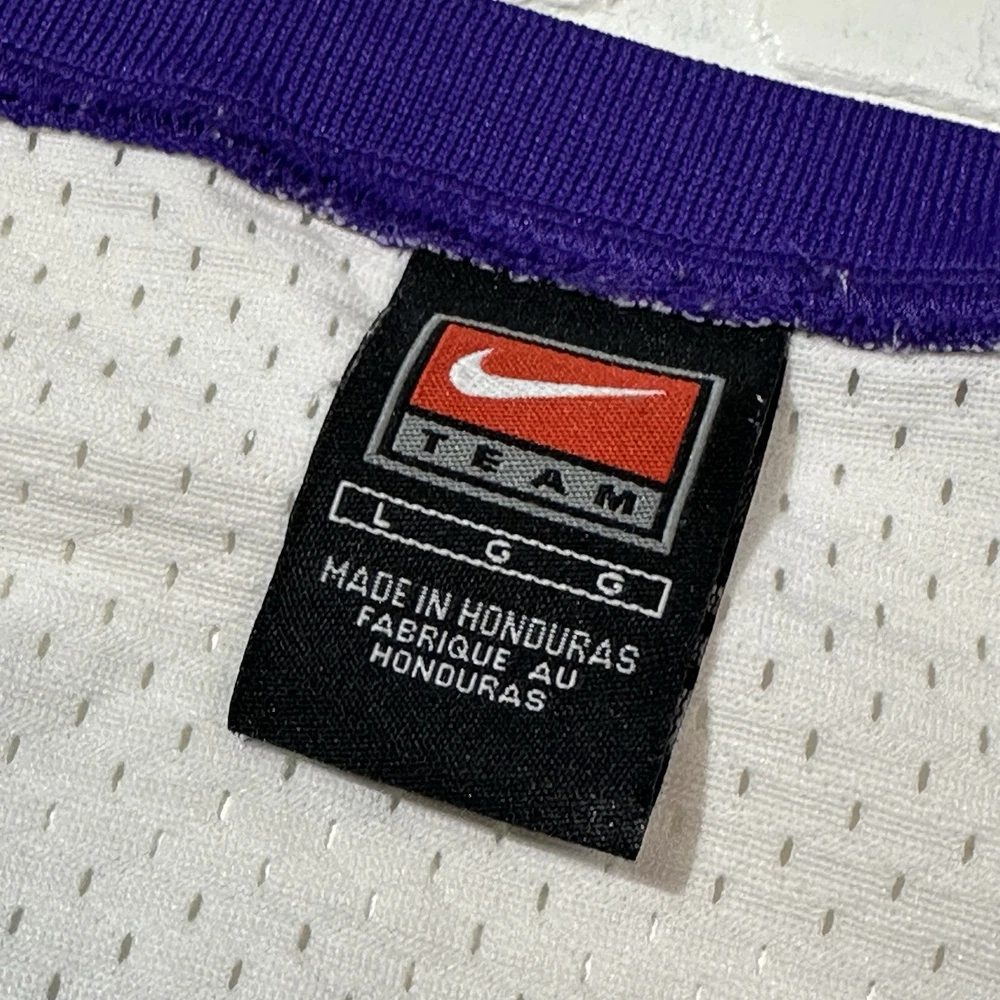 TEAM
L G G
MADE IN HONDURAS
FABRIQUE AU
HONDURAS